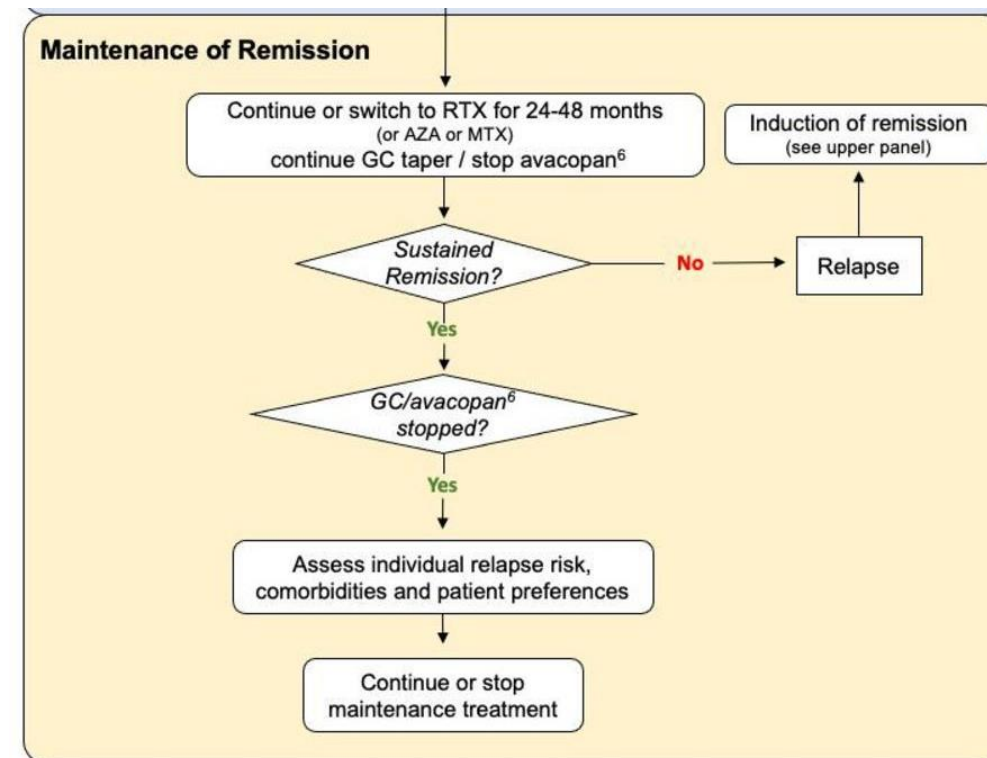 Maintenance of Remission
Continue or switch to RTX for 24-48 months
(or AZA or MTX)
continue GC taper / stop avacopan⁶
Induction of remission
(see upper panel)
Sustained
Remission?
No
Relapse
Yes
GC/avacopan⁶
stopped?
Yes
Assess individual relapse risk,
comorbidities and patient preferences
Continue or stop
maintenance treatment